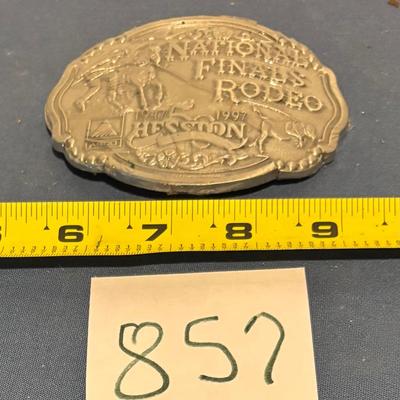 NATIONAL
FINALS
RODEO
1997
HESSTON
6 7 8 9
857